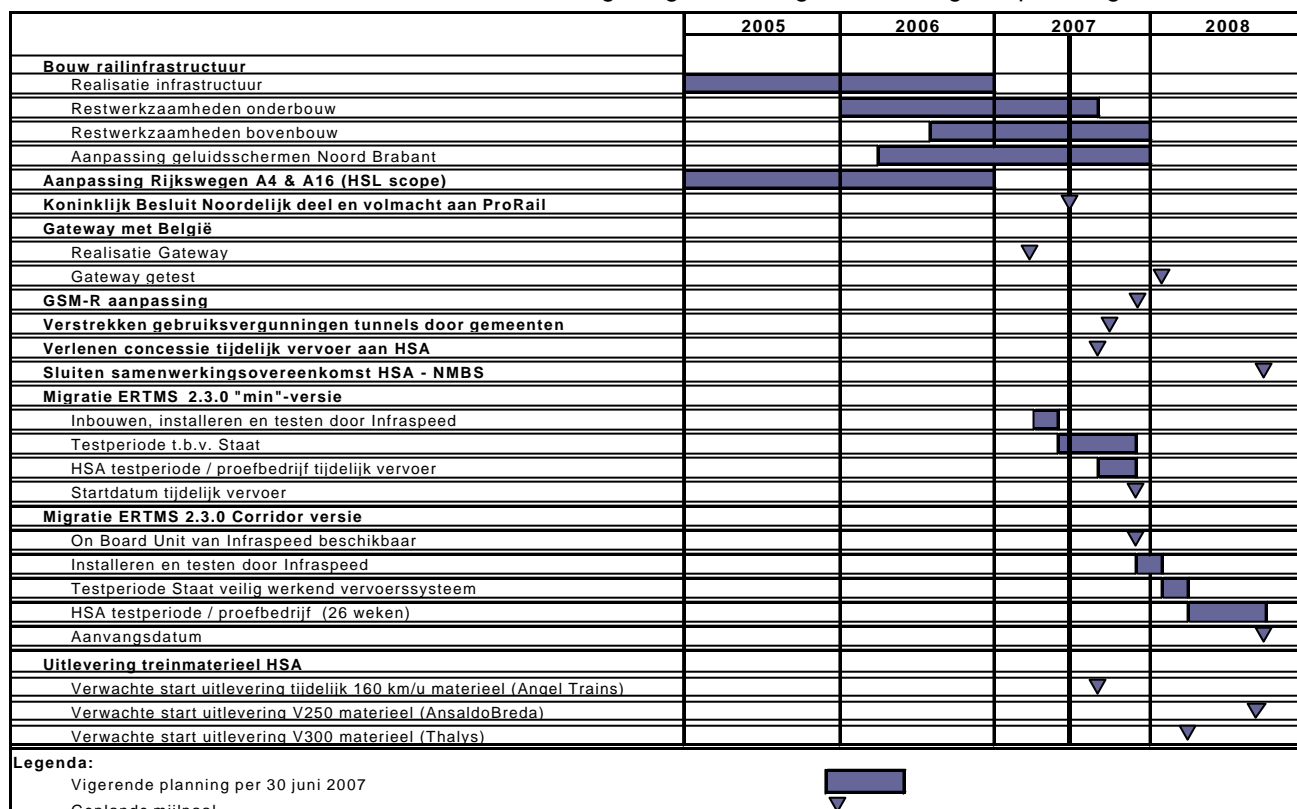 2005 2006 2007 2008
Bouw railinfrastructuur
Realisatie infrastructuur
Restwerkzaamheden onderbouw
Restwerkzaamheden bovenbouw
Aanpassing geluidsschermen Noord Brabant
Aanpassing Rijkswegen A4 & A16 (HSL scope)
Koninklijk Besluit Noordelijk deel en volmacht aan ProRail
Gateway met België
Realisatie Gateway
Gateway getest
GSM-R aanpassing
Verstrekken gebruiksvergunningen tunnels door gemeenten
Verlenen concessie tijdelijk vervoer aan HSA
Sluiten samenwerkingsovereenkomst HSA - NMBS
Migratie ERTMS 2.3.0 "min"-versie
Inbouwen, installeren en testen door Infraspeed
Testperiode t.b.v. Staat
HSA testperiode / proefbedrijf tijdelijk vervoer
Startdatum tijdelijk vervoer
Migratie ERTMS 2.3.0 Corridor versie
On Board Unit van Infraspeed beschikbaar
Installeren en testen door Infraspeed
Testperiode Staat veilig werkend vervoerssysteem
HSA testperiode / proefbedrijf (26 weken)
Aanvangsdatum
Uitlevering treinmaterieel HSA
Verwachte start uitlevering tijdelijk 160 km/u materieel (Angel Trains)
Verwachte start uitlevering V250 materieel (AnsaldoBreda)
Verwachte start uitlevering V300 materieel (Thalys)
Legenda:
Vigerende planning per 30 juni 2007
Geplande mijlpaal